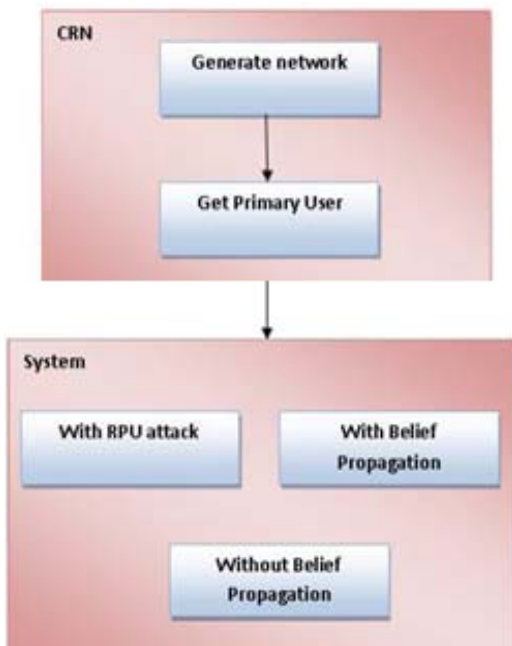 CRN
Generate network
Get Primary User
System
With RPU attack
With Belief
Propagation
Without Belief
Propagation